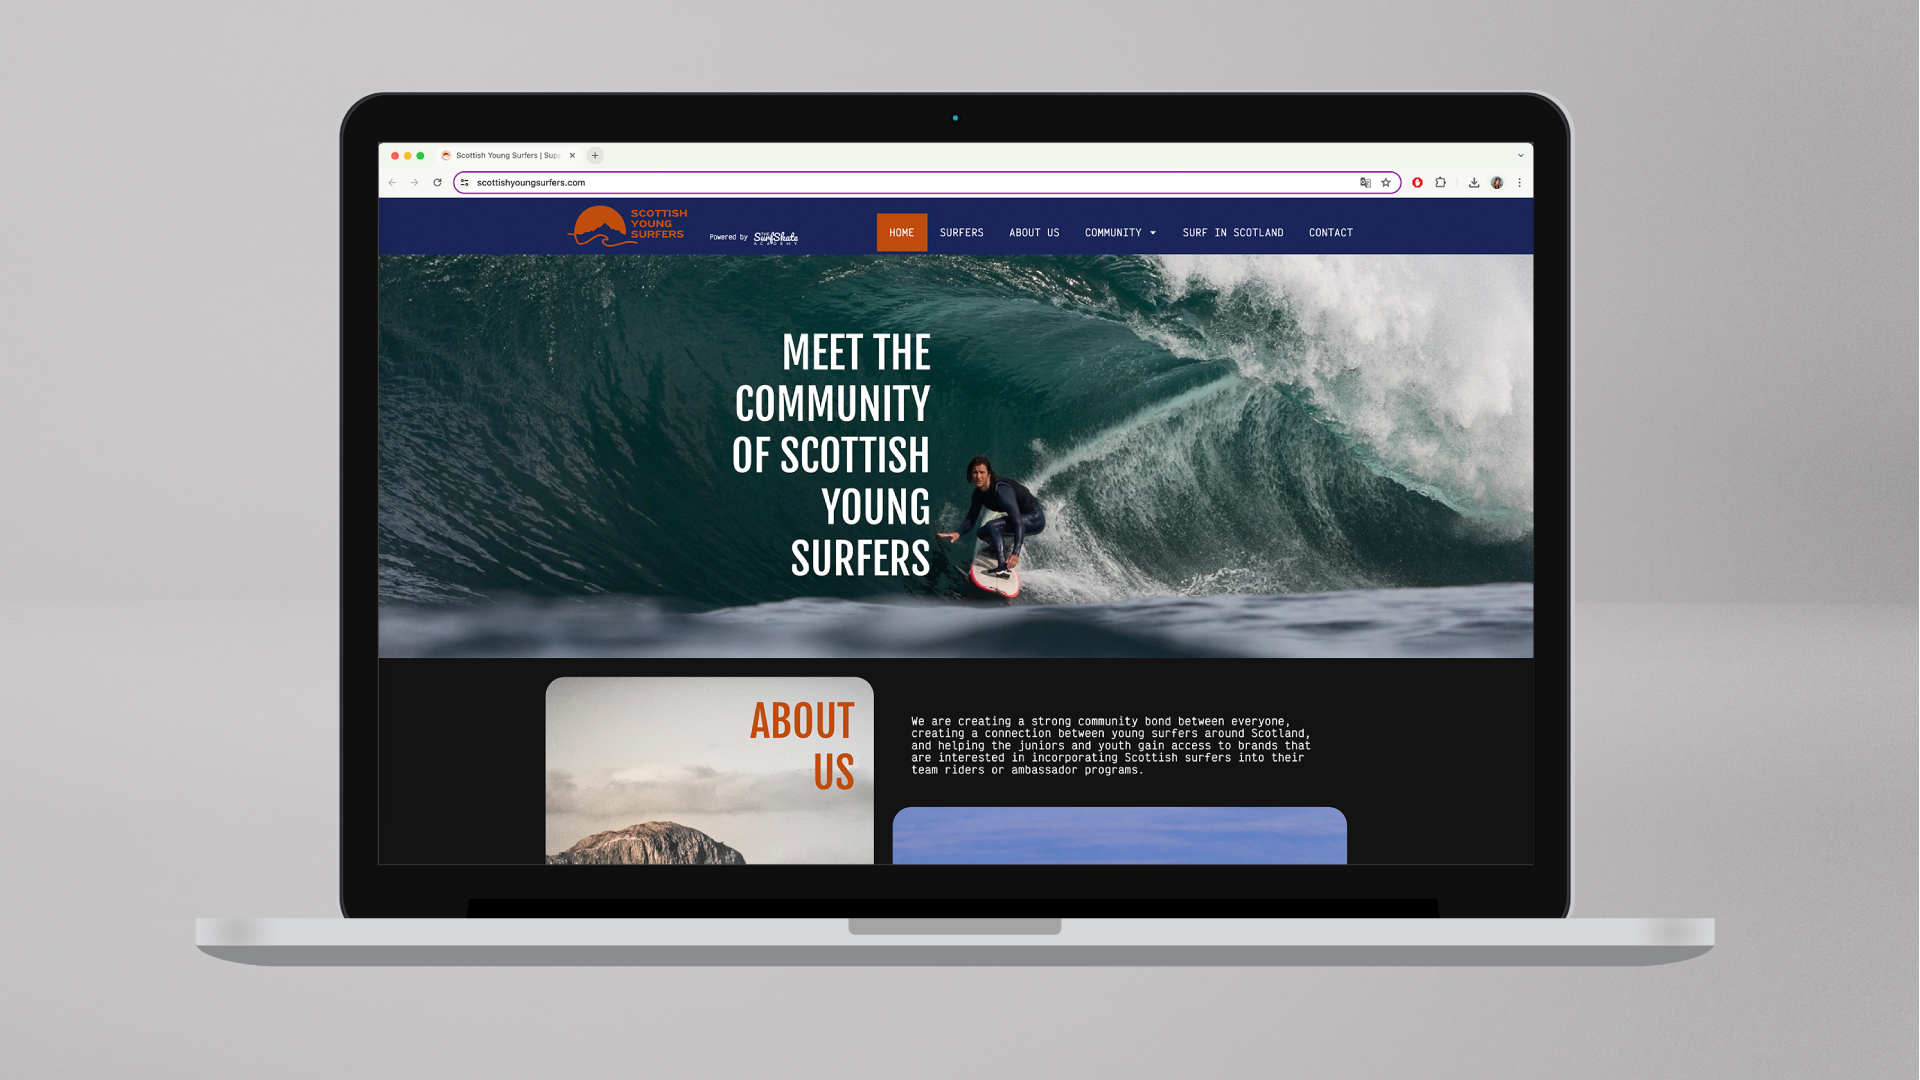 Scottish Young Surfers | Supp
scottishyoungsurfers.com
SCOTTISH
YOUNG
SURFERS
Powered by
THE
SurfSkate
ACADEMY
HOME
SURFERS
ABOUT US
COMMUNITY
SURF IN SCOTLAND
CONTACT
MEET THE
COMMUNITY
OF SCOTTISH
YOUNG
SURFERS
ABOUT
US
We are creating a strong community bond between everyone,
creating a connection between young surfers around Scotland,
and helping the juniors and youth gain access to brands that
are interested in incorporating Scottish surfers into their
team riders or ambassador programs.